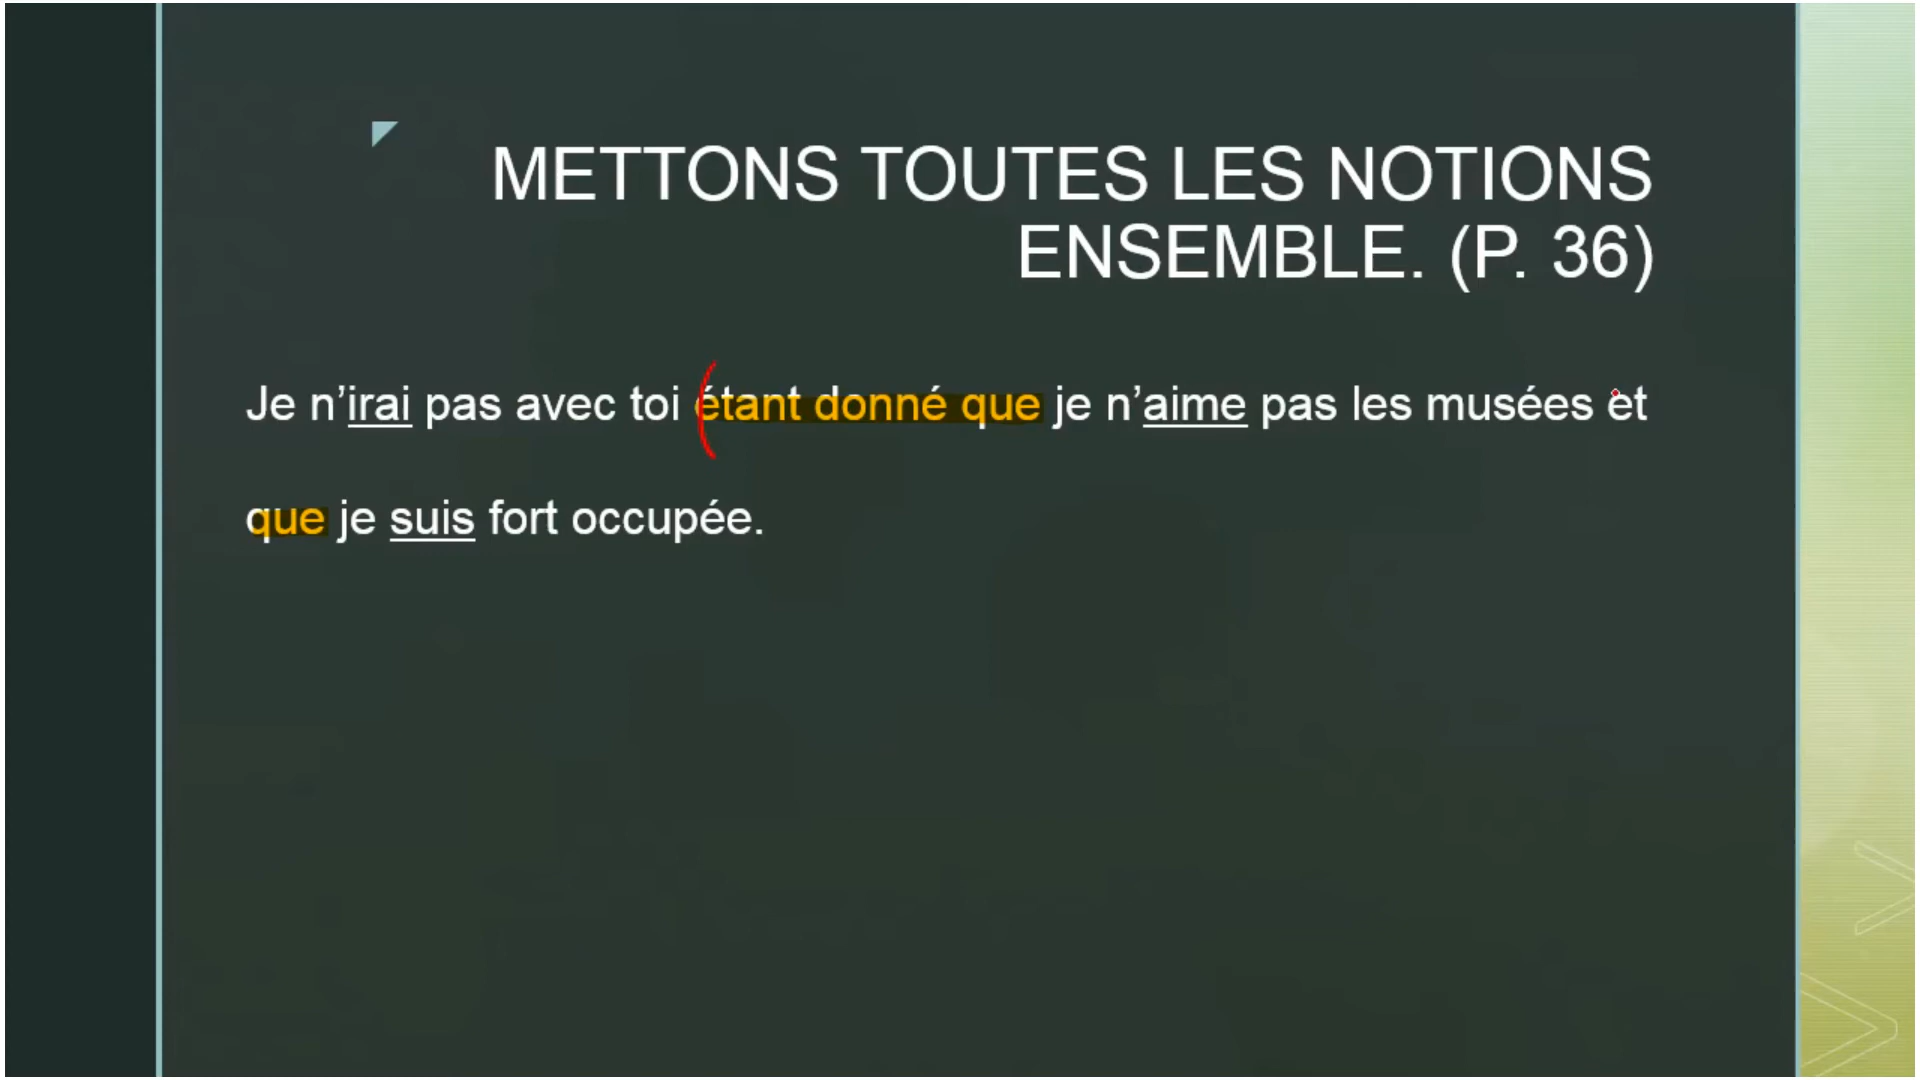 METTONS TOUTES LES NOTIONS
ENSEMBLE. (P. 36)
Je n’irai pas avec toi étant donné que je n’aime pas les musées et
que je suis fort occupée.